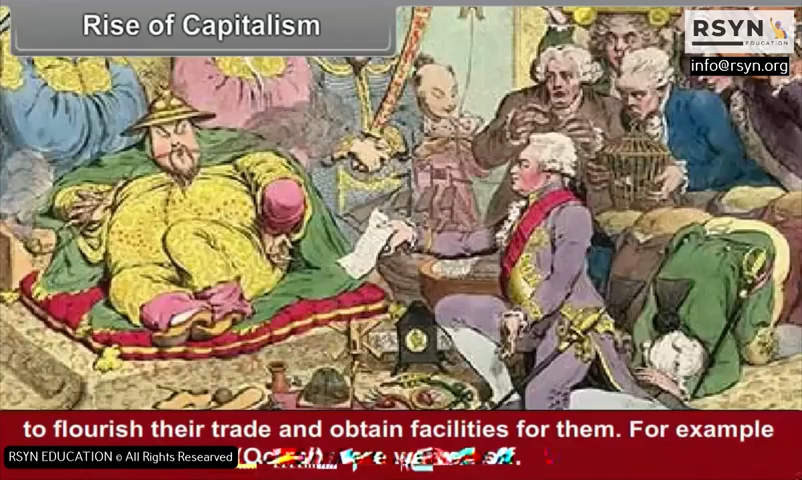 Rise of Capitalism
RSYN
EDUCATION
info@rsyn.org
to flourish their trade and obtain facilities for them. For example
RSYN EDUCATION © All Rights Researved